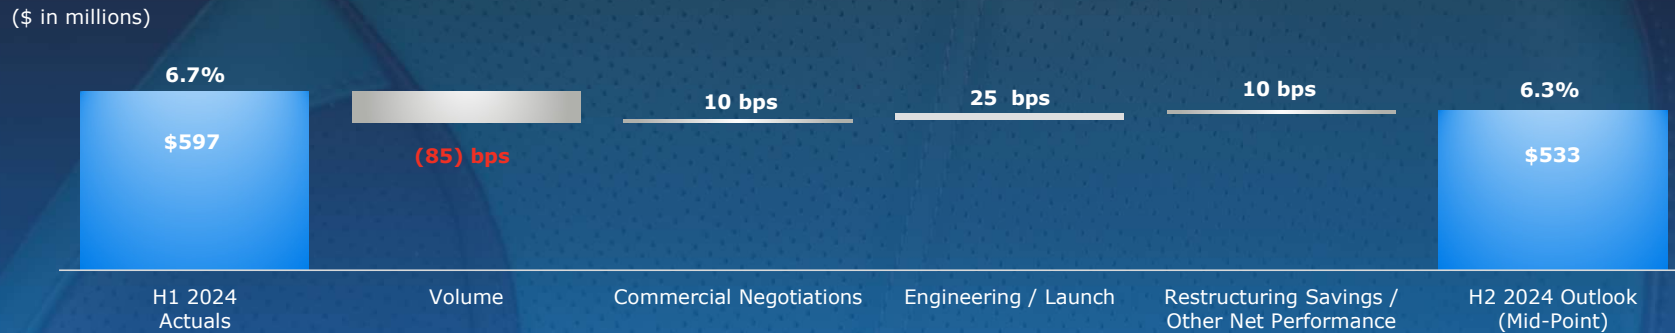 ($ in millions)
6.7%
$597
(85) bps
10 bps
25 bps
10 bps
6.3%
$533
H1 2024
Actuals
Volume
Commercial Negotiations
Engineering / Launch
Restructuring Savings /
Other Net Performance
H2 2024 Outlook
(Mid-Point)